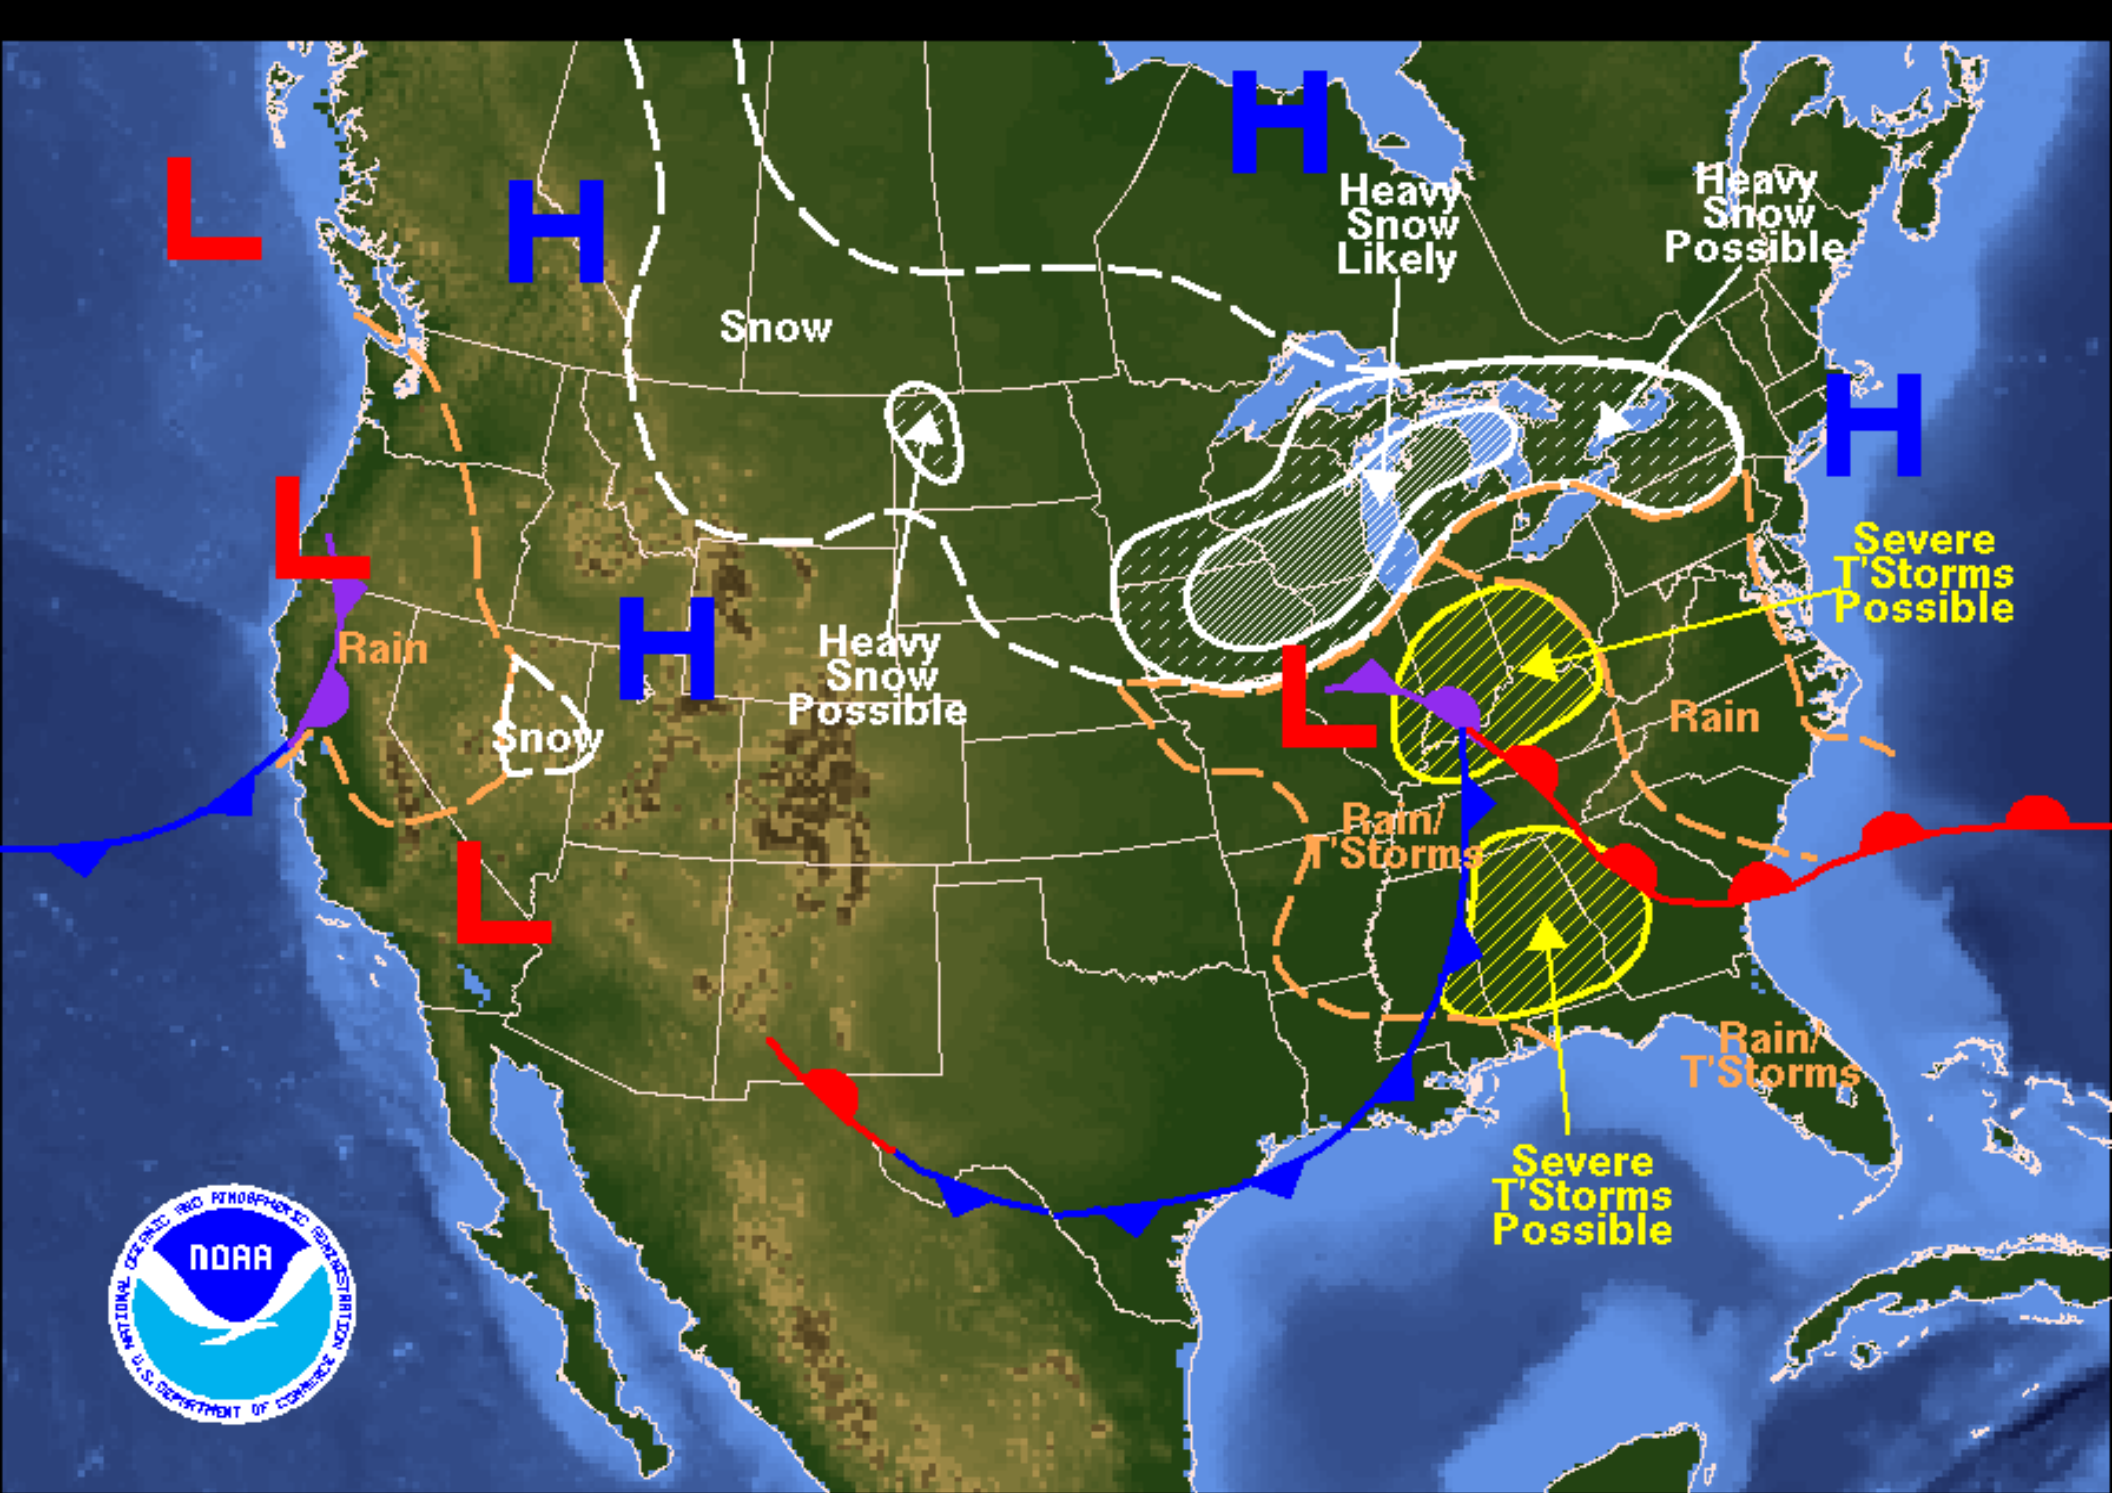 H
L
H
Heavy
Snow
Likely
Heavy
Snow
Possible
Snow
H
L
Severe
T'Storms
Possible
Rain
H
Heavy
Snow
Possible
L
Snow
Rain
Rain/
T'Storms
L
Rain/
T'Storms
Severe
T'Storms
Possible
NATIONAL OCEANIC AND ATMOSPHERIC ADMINISTRATION
NOAA
U.S. DEPARTMENT OF COMMERCE